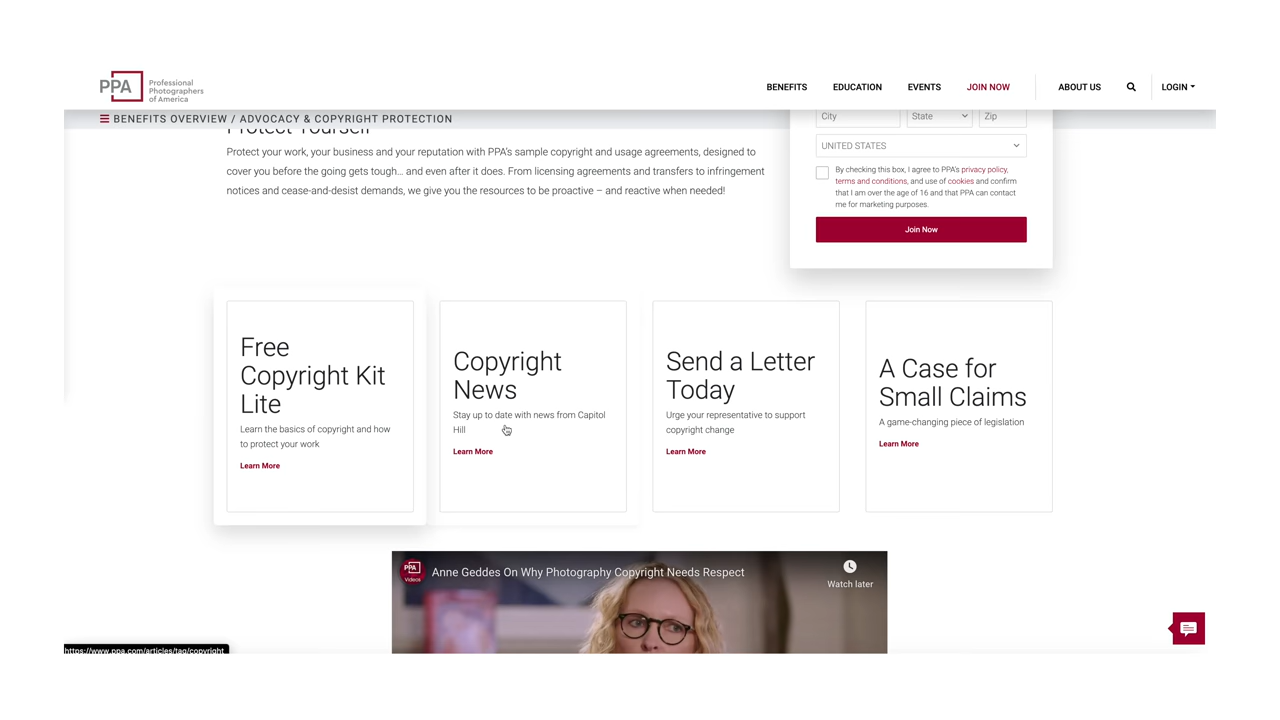 PPA
Professional
Photographers
of America
BENEFITS
EDUCATION
EVENTS
JOIN NOW
ABOUT US
LOGIN
BENEFITS OVERVIEW / ADVOCACY & COPYRIGHT PROTECTION
Protect Yourself
Protect your work, your business and your reputation with PPA's sample copyright and usage agreements, designed to
cover you before the going gets tough... and even after it does. From licensing agreements and transfers to infringement
notices and cease-and-desist demands, we give you the resources to be proactive – and reactive when needed!
City
State
Zip
UNITED STATES
By checking this box, I agree to PPA's privacy policy,
terms and conditions, and use of cookies and confirm
that I am over the age of 16 and that PPA can contact
me for marketing purposes.
Join Now
Free
Copyright Kit
Lite
Learn the basics of copyright and how
to protect your work
Learn More
Copyright
News
Stay up to date with news from Capitol
Hill
Learn More
Send a Letter
Today
Urge your representative to support
copyright change
Learn More
A Case for
Small Claims
A game-changing piece of legislation
Learn More
PPA
Videos
Anne Geddes On Why Photography Copyright Needs Respect
Watch later
https://www.ppa.com/articles/tag/copyright